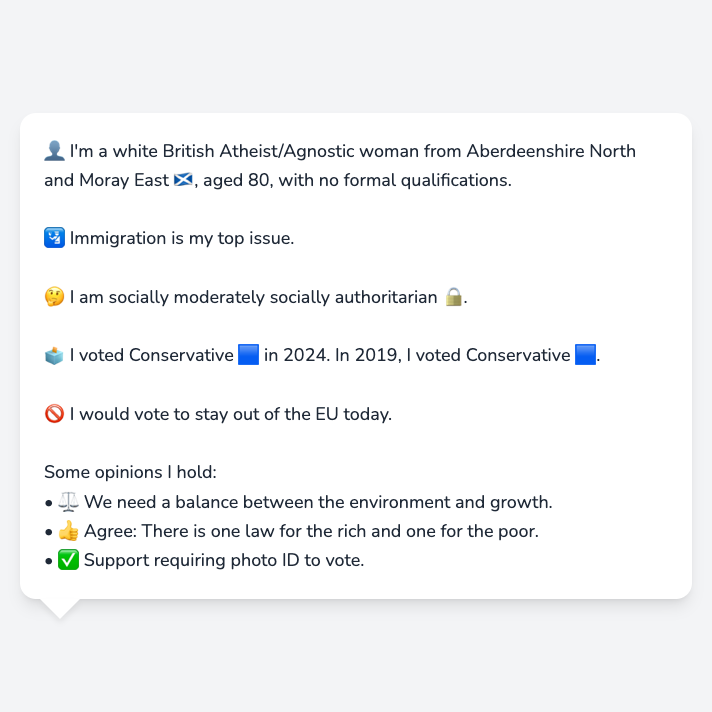 👤 I'm a white British Atheist/Agnostic woman from Aberdeenshire North
and Moray East 🏴󠁧󠁢󠁳󠁣󠁴󠁿, aged 80, with no formal qualifications.
🛂 Immigration is my top issue.
🤔 I am socially moderately socially authoritarian 🔒.
🗳️ I voted Conservative 🟦 in 2024. In 2019, I voted Conservative 🟦.
🚫 I would vote to stay out of the EU today.
Some opinions I hold:
• ⚖️ We need a balance between the environment and growth.
• 👍 Agree: There is one law for the rich and one for the poor.
• ✅ Support requiring photo ID to vote.